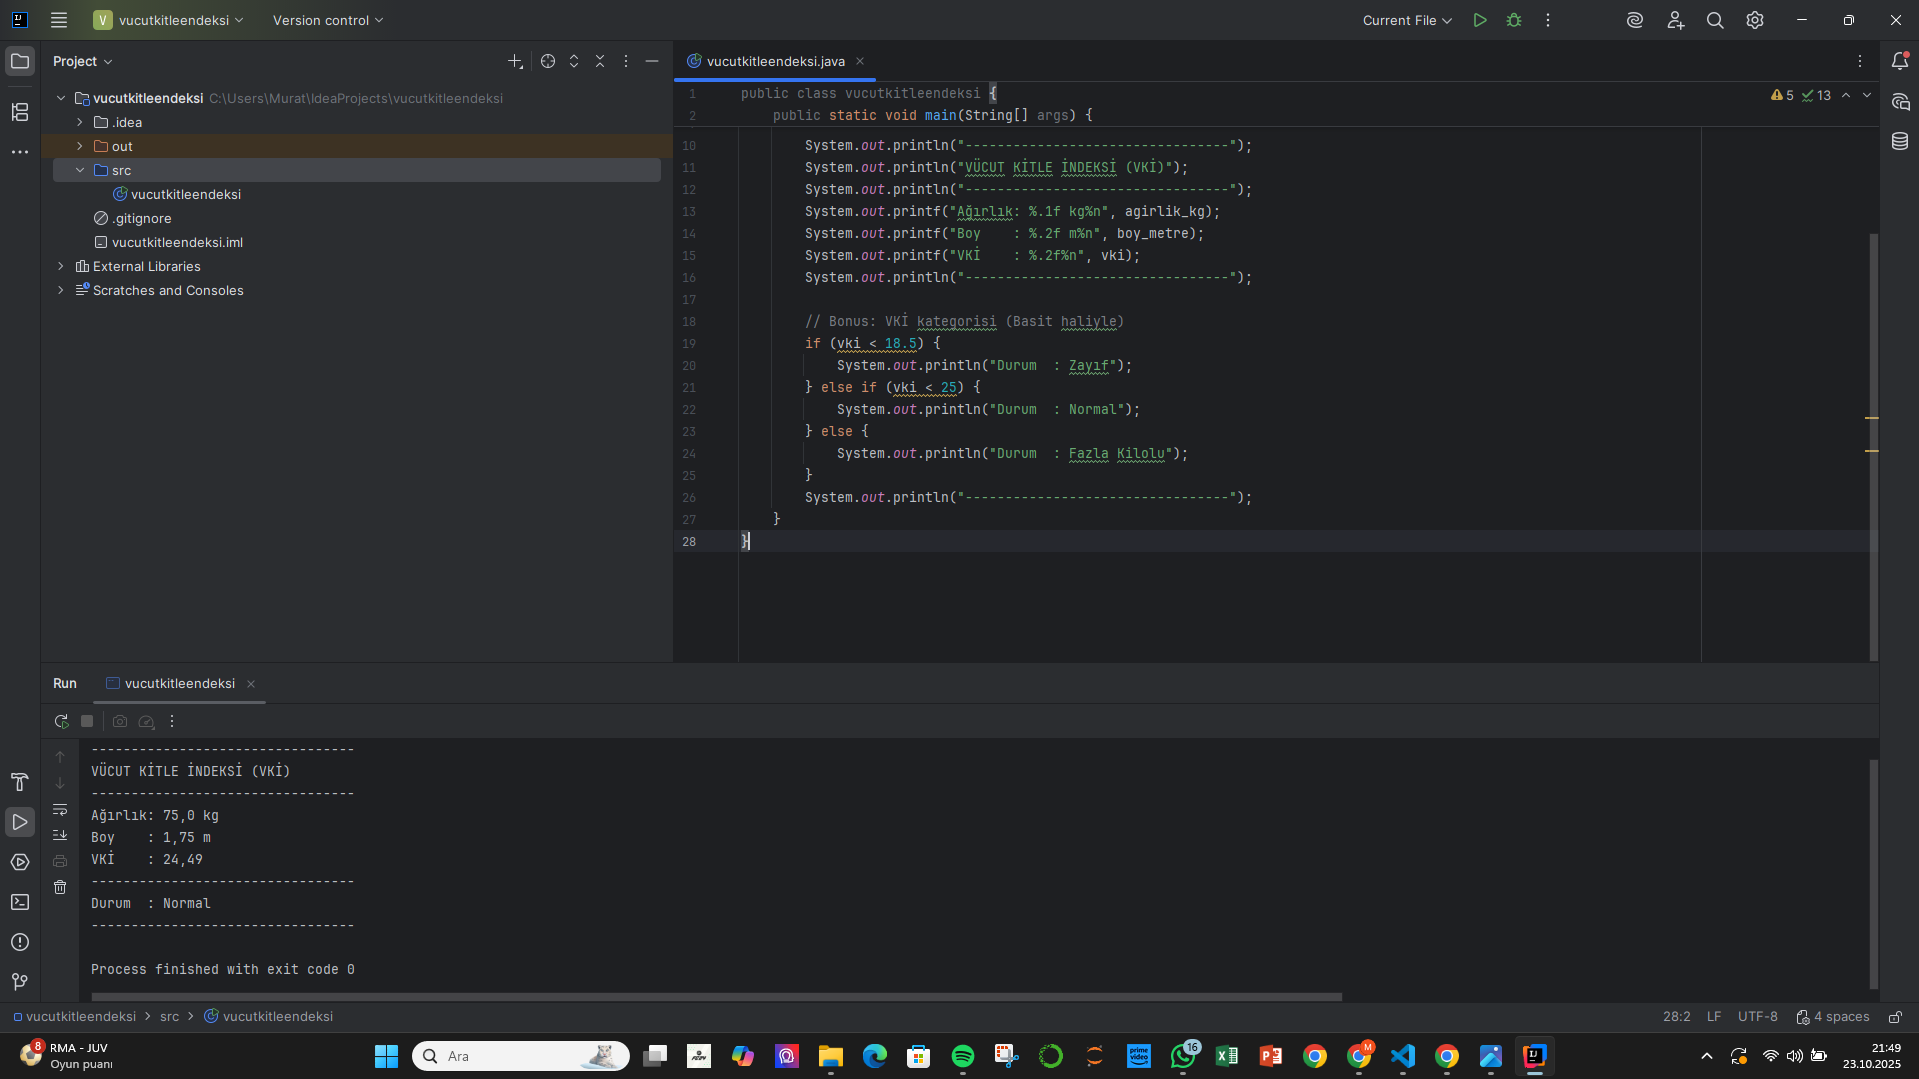 V vucutkitleendeksi Version control Current File
Project
vucutkitleendeksi C:\Users\Murat\IdeaProjects\vucutkitleendeksi
.idea
out
src
vucutkitleendeksi
.gitignore
vucutkitleendeksi.iml
External Libraries
Scratches and Consoles
vucutkitleendeksi.java
5 13
1 public class vucutkitleendeksi {
2 public static void main(String[] args) {
10 System.out.println("---------------------------------");
11 System.out.println("VÜCUT KİTLE İNDEKSİ (VKİ)");
12 System.out.println("---------------------------------");
13 System.out.printf("Ağırlık: %.1f kg%n", agirlik_kg);
14 System.out.printf("Boy    : %.2f m%n", boy_metre);
15 System.out.printf("VKİ    : %.2f%n", vki);
16 System.out.println("---------------------------------");
17
18 // Bonus: VKİ kategorisi (Basit haliyle)
19 if (vki < 18.5) {
20 System.out.println("Durum  : Zayıf");
21 } else if (vki < 25) {
22 System.out.println("Durum  : Normal");
23 } else {
24 System.out.println("Durum  : Fazla Kilolu");
25 }
26 System.out.println("---------------------------------");
27 }
28 }
Run vucutkitleendeksi
---------------------------------
VÜCUT KİTLE İNDEKSİ (VKİ)
---------------------------------
Ağırlık: 75,0 kg
Boy    : 1,75 m
VKİ    : 24,49
---------------------------------
Durum  : Normal
---------------------------------
Process finished with exit code 0
vucutkitleendeksi > src > vucutkitleendeksi 28:2 LF UTF-8 4 spaces
8 RMA - JUV
Oyun puanı
Ara
prime video
16
M
21:49
23.10.2025